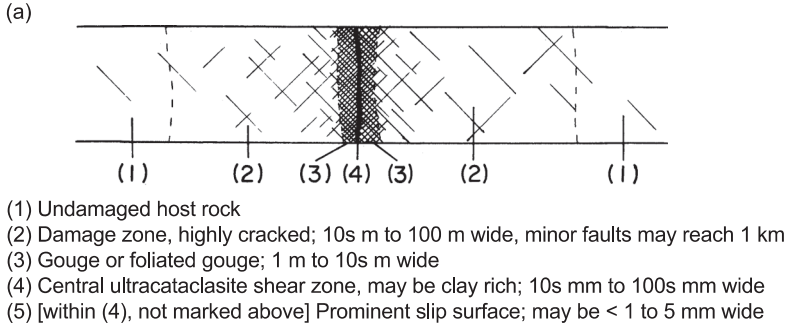 (a)
(1) (2) (3) (4) (3) (2) (1)
(1) Undamaged host rock
(2) Damage zone, highly cracked; 10s m to 100 m wide, minor faults may reach 1 km
(3) Gouge or foliated gouge; 1 m to 10s m wide
(4) Central ultracataclasite shear zone, may be clay rich; 10s mm to 100s mm wide
(5) [within (4), not marked above] Prominent slip surface; may be < 1 to 5 mm wide